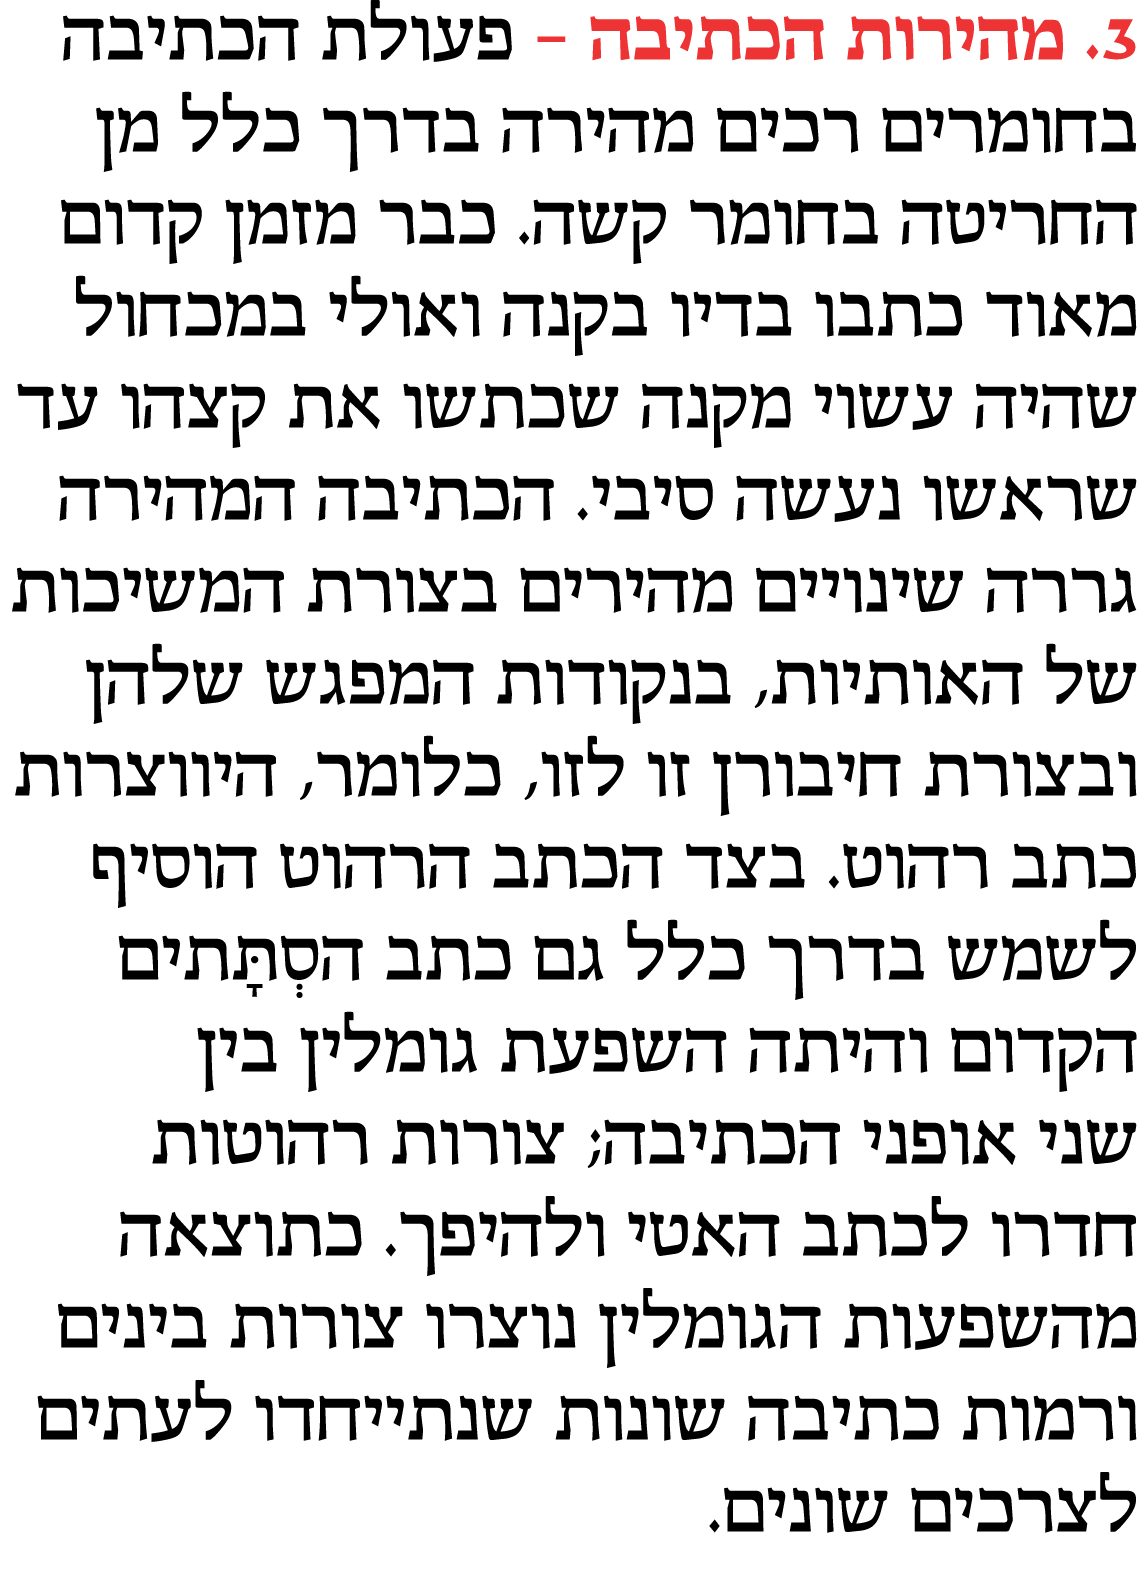 3. מהירות הכתיבה – פעולת הכתיבה
בחומרים רכים מהירה בדרך כלל מן
החריטה בחומר קשה. כבר מזמן קדום
מאוד כתבו בדיו בקנה ואולי במכחול
שהיה עשוי מקנה שכתשו את קצהו עד
שראשו נעשה סיבי. הכתיבה המהירה
גררה שינויים מהירים בצורת המשיכות
של האותיות, בנקודות המפגש שלהן
ובצורת חיבורן זו לזו, כלומר, היווצרות
כתב רהוט. בצד הכתב הרהוט הוסיף
לשמש בדרך כלל גם כתב הסְתָּתים
הקדום והיתה השפעת גומלין בין
שני אופני הכתיבה; צורות רהוטות
חדרו לכתב האטי ולהיפך. כתוצאה
מהשפעות הגומלין נוצרו צורות בינים
ורמות כתיבה שונות שנתייחדו לעתים
לצרכים שונים.